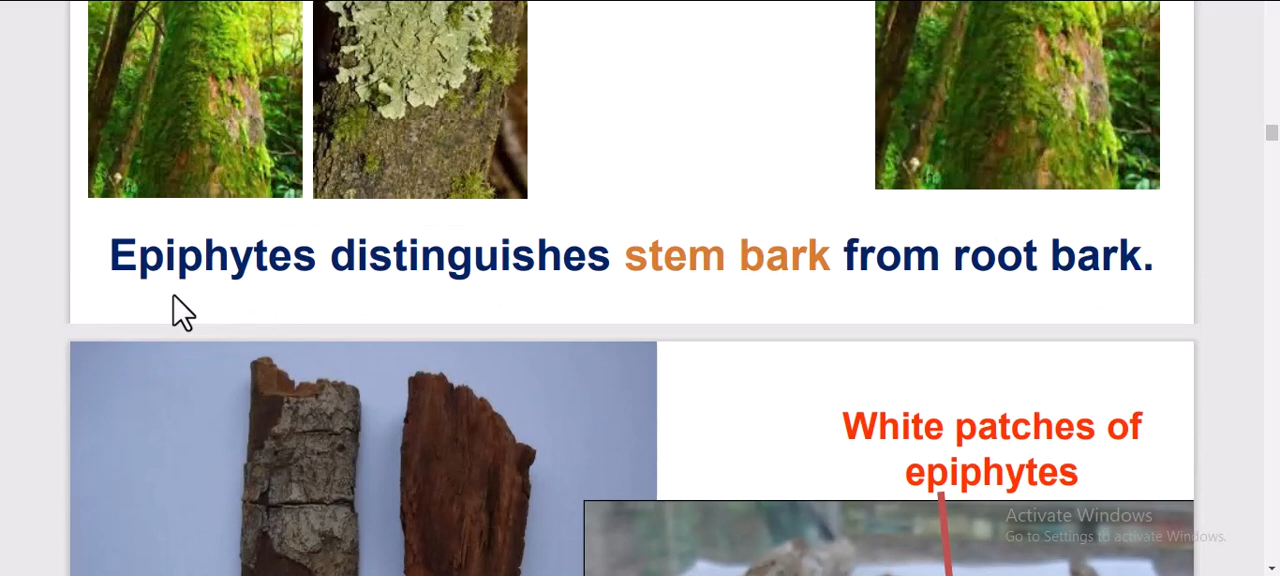 Epiphytes distinguishes stem bark from root bark.
White patches of
epiphytes
Activate Windows
Go to Settings to activate Windows.